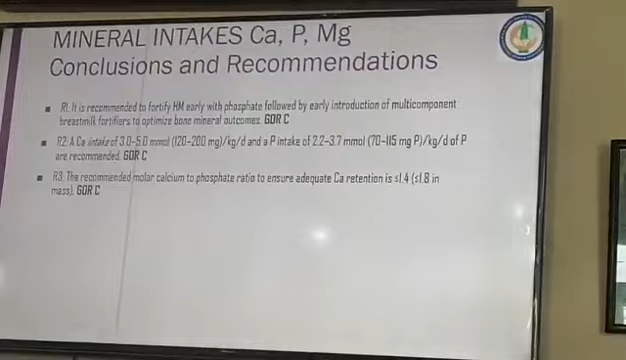 MINERAL INTAKES Ca, P, Mg
Conclusions and Recommendations
R1: It is recommended to fortify HM early with phosphate followed by early introduction of multicomponent
breastmilk fortifiers to optimize bone mineral outcomes. GOR C
R2: A Ca intake of 3.0-5.0 mmol (120-200 mg)/kg/d and a P intake of 2.2-3.7 mmol (70-115 mg P)/kg/d of P
are recommended. GOR C
R3: The recommended molar calcium to phosphate ratio to ensure adequate Ca retention is ≤1.4 (≤1.8 in
mass). GOR C